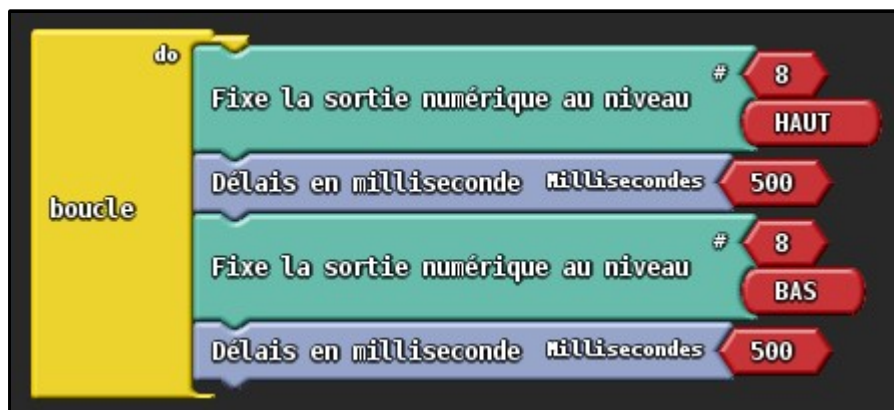 do
Fixe la sortie numérique au niveau # 8
HAUT
Délais en milliseconde Millisecondes 500
boucle
Fixe la sortie numérique au niveau # 8
BAS
Délais en milliseconde Millisecondes 500